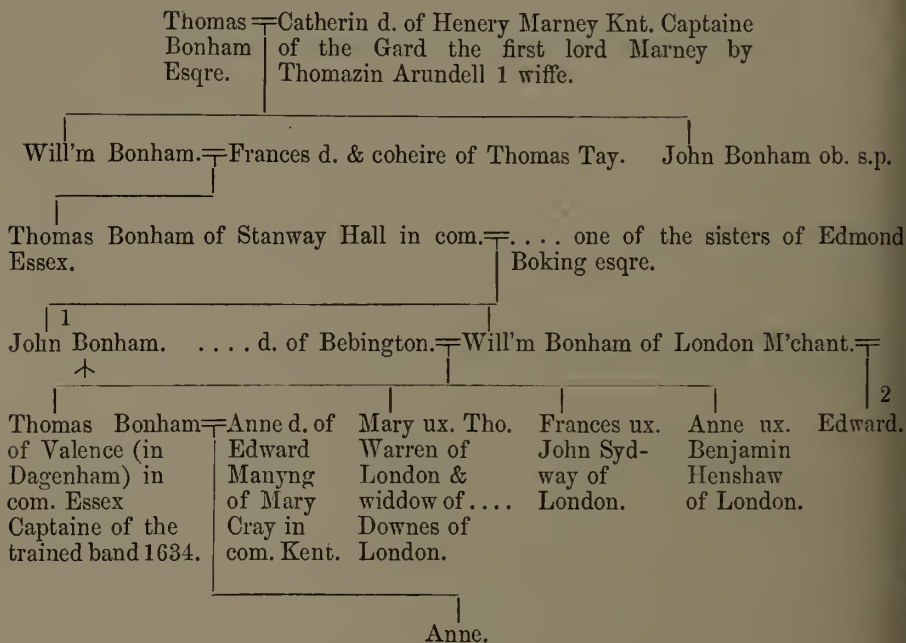 Thomas Catherin d. of Henery Marney Knt. Captaine
Bonham of the Gard the first lord Marney by
Esqre. Thomazin Arundell 1 wiffe.
Will'm Bonham. Frances d. & coheire of Thomas Tay. John Bonham ob. s.p.
Thomas Bonham of Stanway Hall in com. . . . . one of the sisters of Edmond
Essex. Boking esqre.
1
John Bonham. . . . . d. of Bebington. Will'm Bonham of London M'chant.
2
Thomas Bonham Anne d. of Mary ux. Tho. Frances ux. Anne ux. Edward.
of Valence (in Edward Warren of John Syd- Benjamin
Dagenham) in Manyng London & way of Henshaw
com. Essex of Mary widdow of . . . . London. of London.
Captaine of the Cray in Downes of
trained band 1634. com. Kent. London.
Anne.